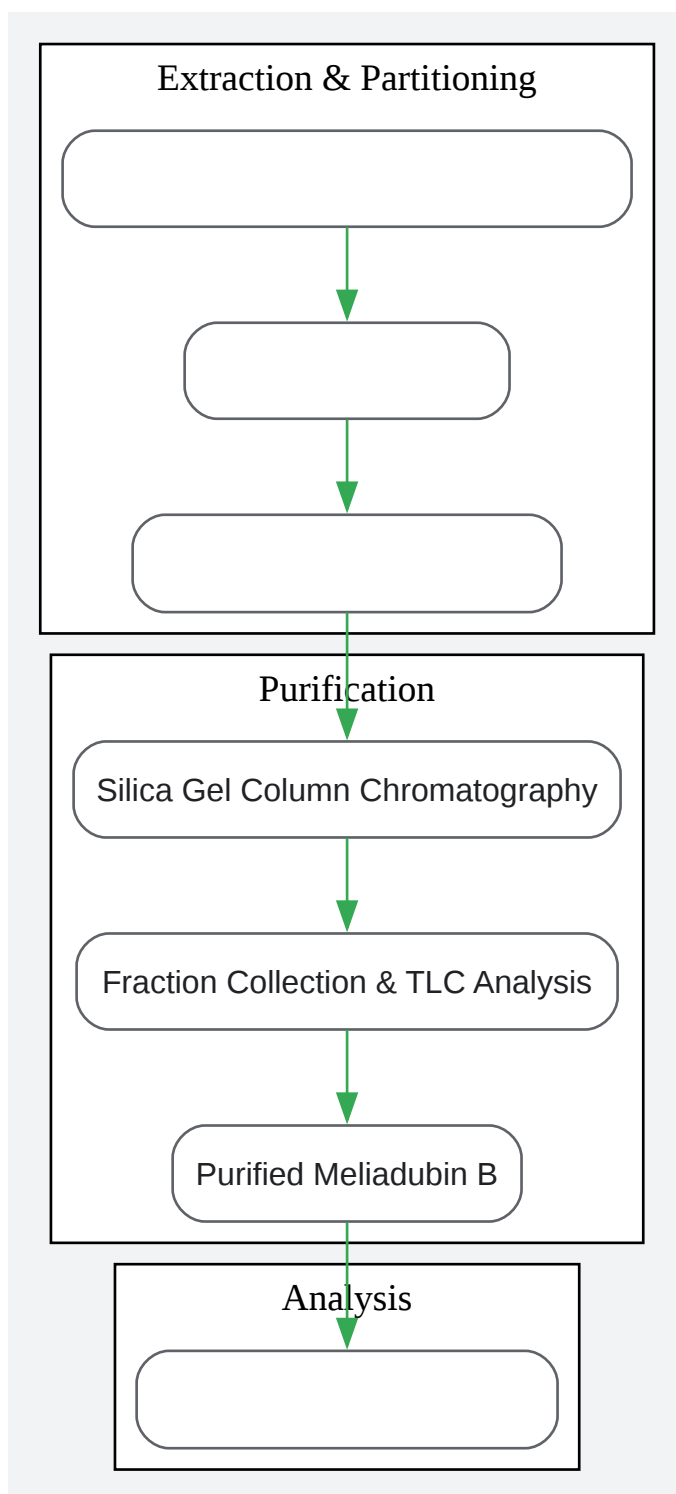 Extraction & Partitioning
Purification
Silica Gel Column Chromatography
Fraction Collection & TLC Analysis
Purified Meliadubin B
Analysis